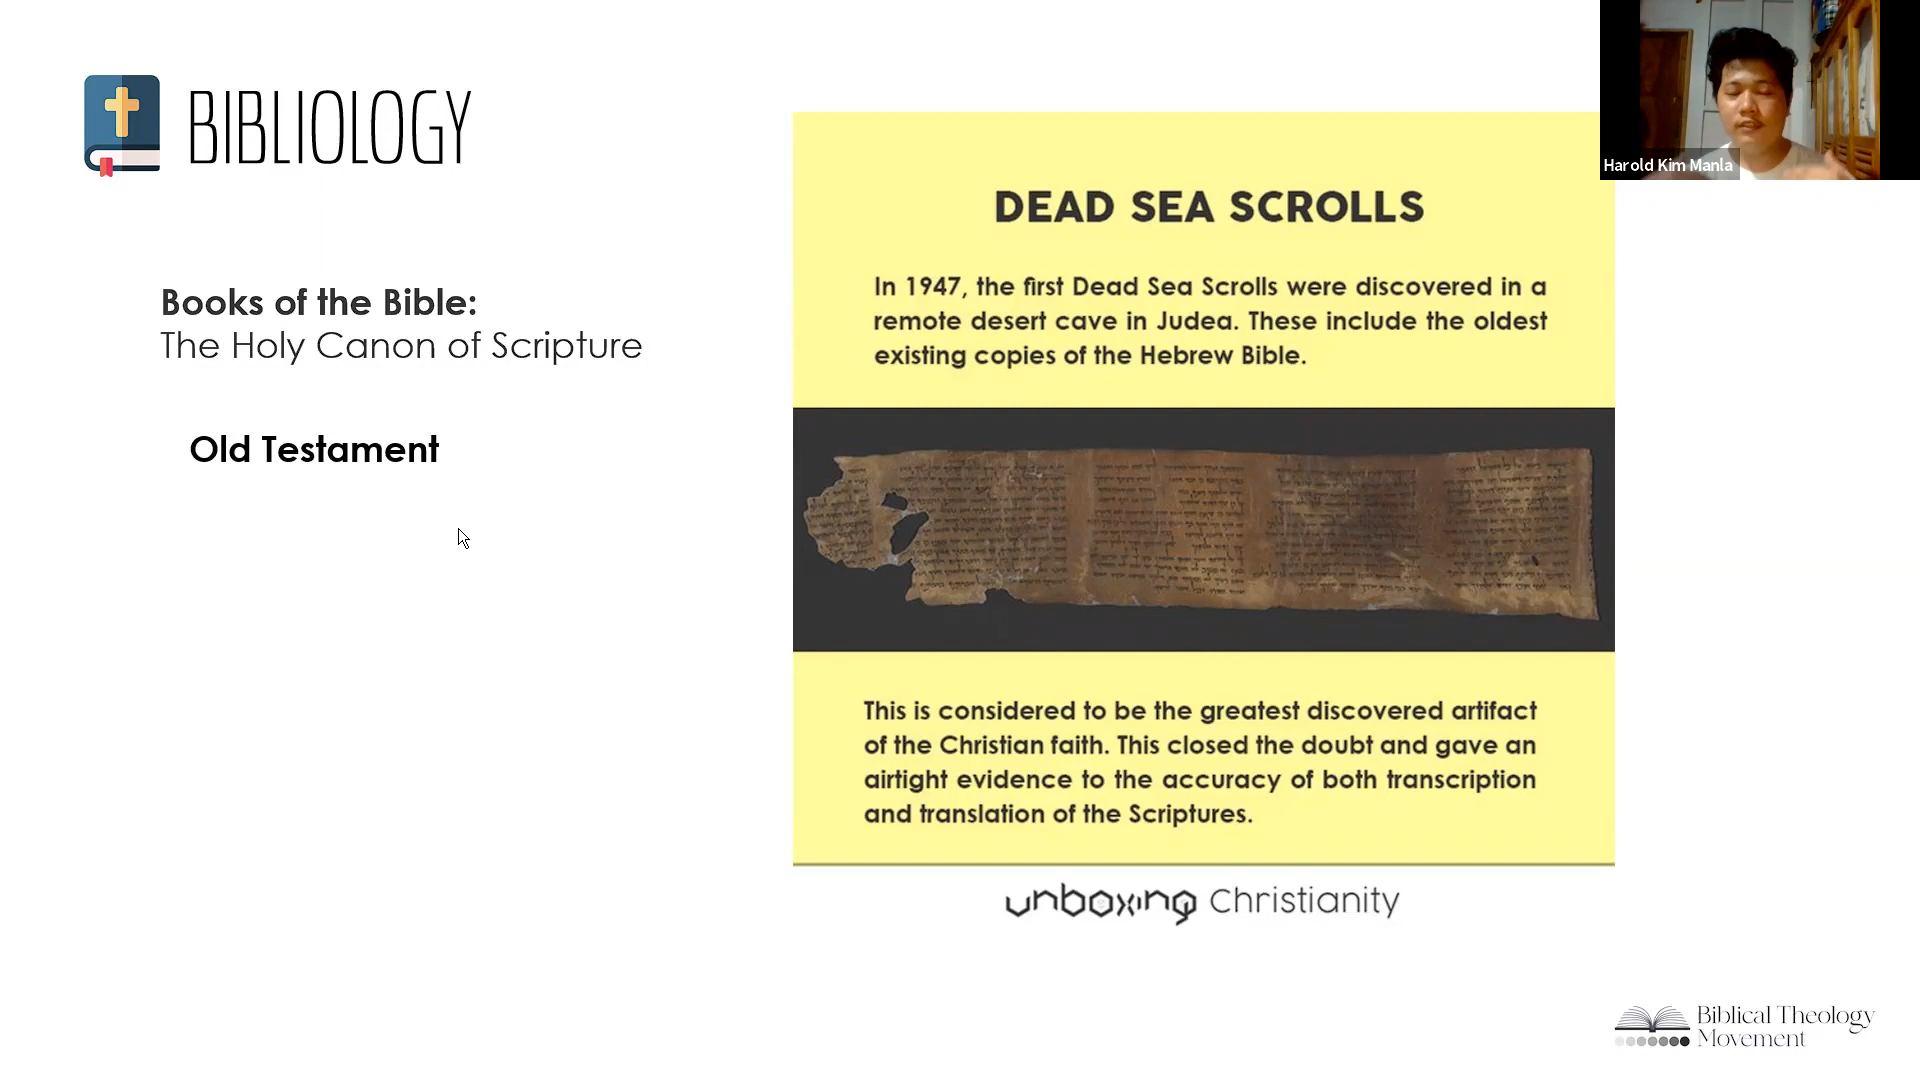 BIBLIOLOGY
Books of the Bible:
The Holy Canon of Scripture
Old Testament
DEAD SEA SCROLLS
In 1947, the first Dead Sea Scrolls were discovered in a
remote desert cave in Judea. These include the oldest
existing copies of the Hebrew Bible.
This is considered to be the greatest discovered artifact
of the Christian faith. This closed the doubt and gave an
airtight evidence to the accuracy of both transcription
and translation of the Scriptures.
unboxing Christianity
Harold Kim Manla
Biblical Theology
Movement